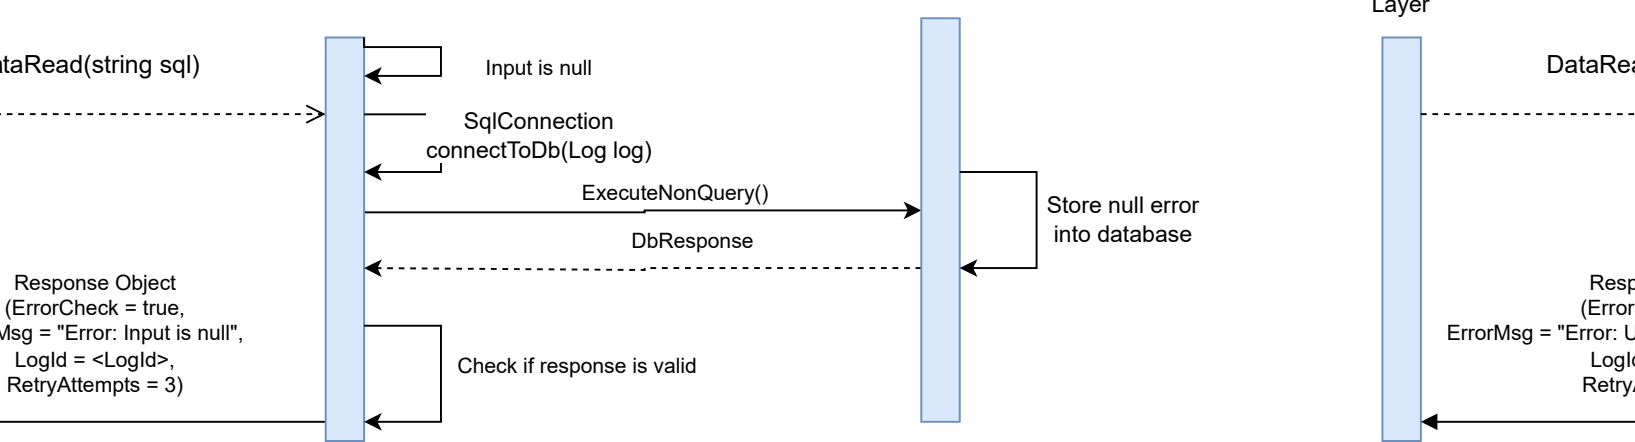 Layer
taRead(string sql)
Input is null
DataRea
SqlConnection
connectToDb(Log log)
ExecuteNonQuery()
Store null error
into database
DbResponse
Response Object
(ErrorCheck = true,
Msg = "Error: Input is null",
LogId = <LogId>,
RetryAttempts = 3)
Check if response is valid
Resp
(Error
ErrorMsg = "Error: U
LogId
Retry